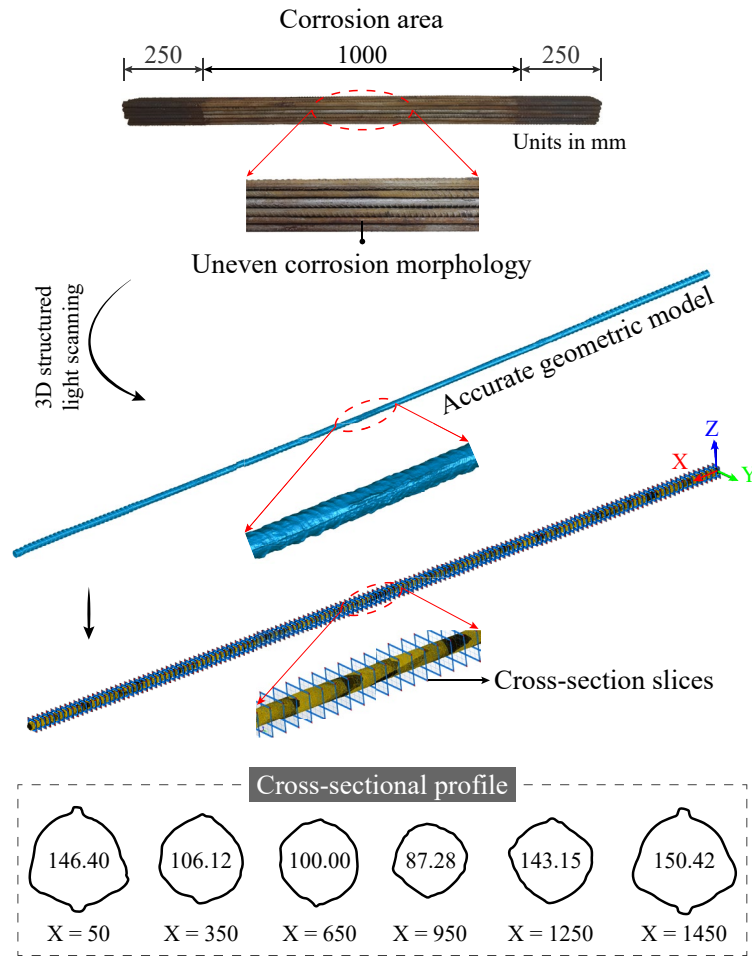 Corrosion area
250 1000 250
Units in mm
Uneven corrosion morphology
3D structured
light scanning
Accurate geometric model
Z
X
Y
Cross-section slices
Cross-sectional profile
146.40 106.12 100.00 87.28 143.15 150.42
X = 50 X = 350 X = 650 X = 950 X = 1250 X = 1450